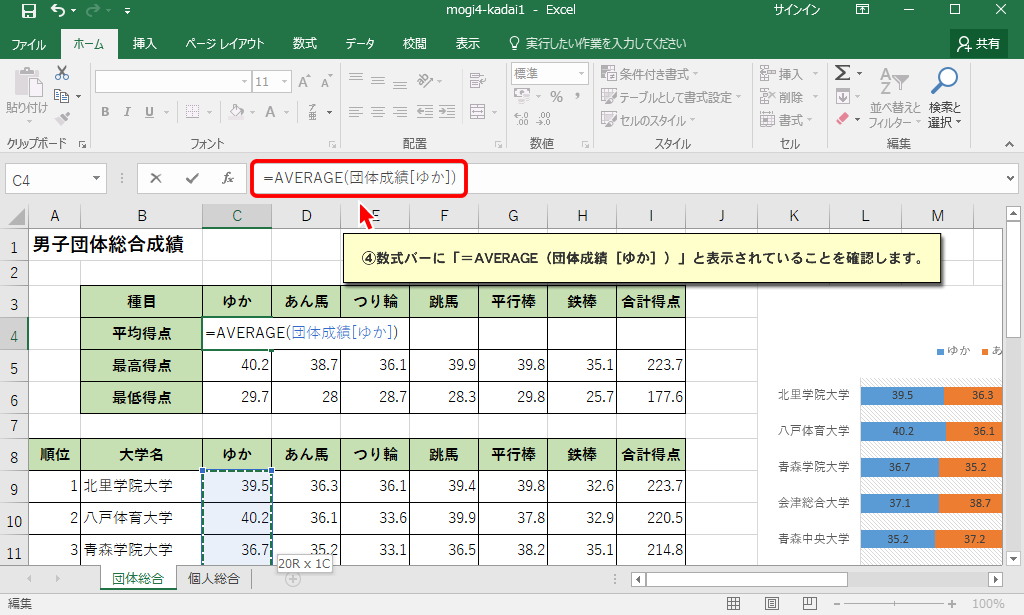 mogi4-kadai1 - Excel
サインイン
ファイル ホーム 挿入 ページ レイアウト 数式 データ 校閲 表示 実行したい作業を入力してください 共有
貼り付け
クリップボード
11
A A
B I U A
フォント
配置
標準
%
数値
条件付き書式
テーブルとして書式設定
セルのスタイル
スタイル
挿入
削除
書式
セル
Σ
並べ替えと
フィルター
検索と
選択
編集
C4 fx =AVERAGE(団体成績[ゆか])
A B C D E F G H I J K L M
1 男子団体総合成績
④数式バーに「＝AVERAGE（団体成績［ゆか］）」と表示されていることを確認します。
2
3 種目 ゆか あん馬 つり輪 跳馬 平行棒 鉄棒 合計得点
4 平均得点 =AVERAGE(団体成績[ゆか])
5 最高得点 40.2 38.7 36.1 39.9 39.8 35.1 223.7
6 最低得点 29.7 28 28.7 28.3 29.8 25.7 177.6
7
8 順位 大学名 ゆか あん馬 つり輪 跳馬 平行棒 鉄棒 合計得点
9 1 北里学院大学 39.5 36.3 36.1 39.4 39.8 32.6 223.7
10 2 八戸体育大学 40.2 36.1 33.6 39.9 37.8 32.9 220.5
11 3 青森学院大学 36.7 35.2 33.1 36.5 38.2 35.1 214.8
20R x 1C
ゆか あ
北里学院大学 39.5 36.3
八戸体育大学 40.2 36.1
青森学院大学 36.7 35.2
会津総合大学 37.1 38.7
青森中央大学 35.2 37.2
団体総合 個人総合
編集
100%